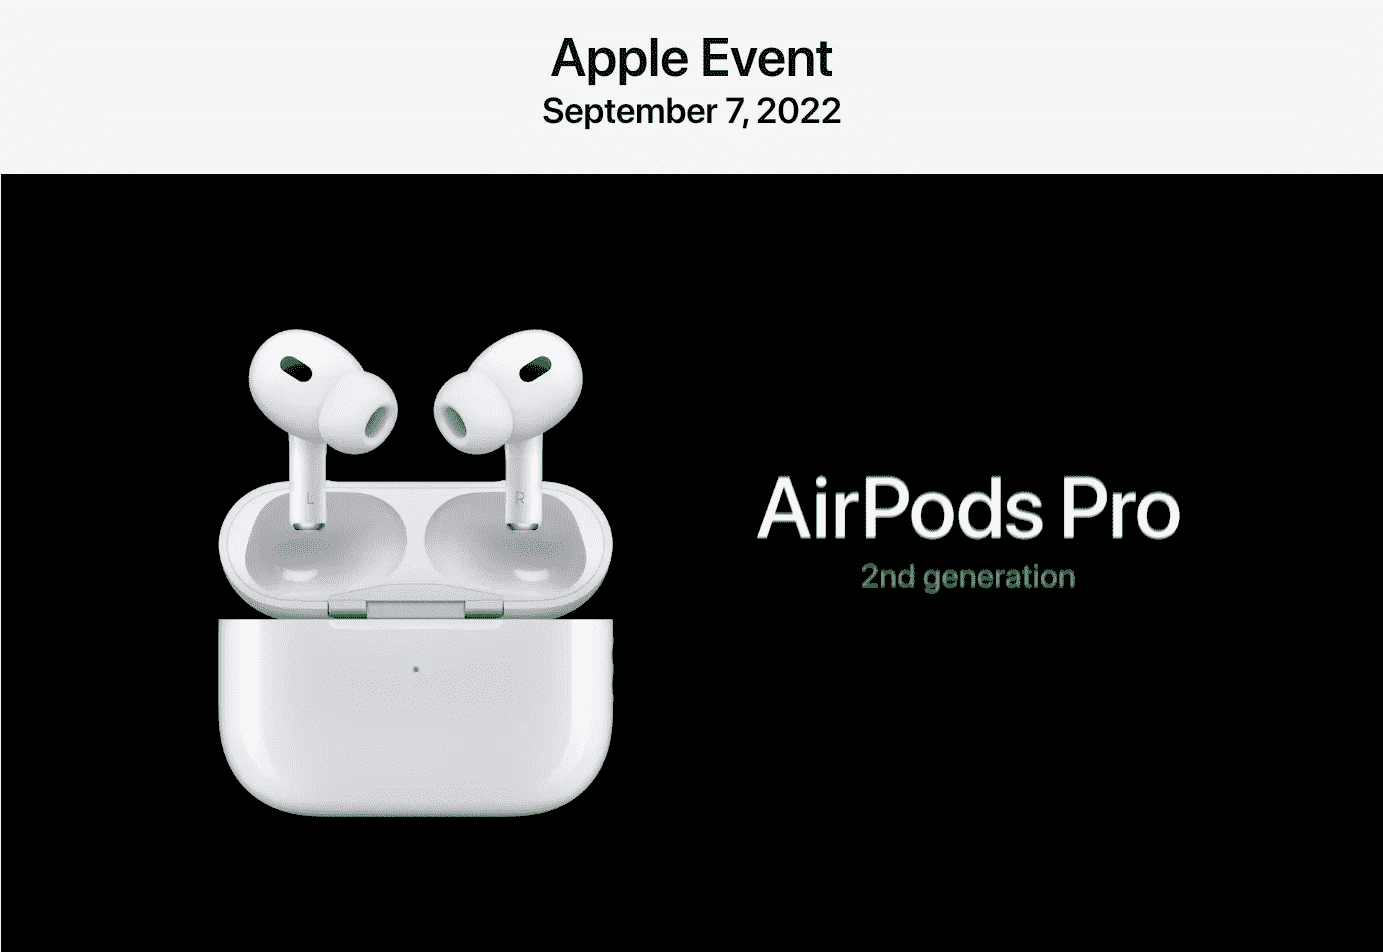 Apple Event
September 7, 2022
L
R
AirPods Pro
2nd generation